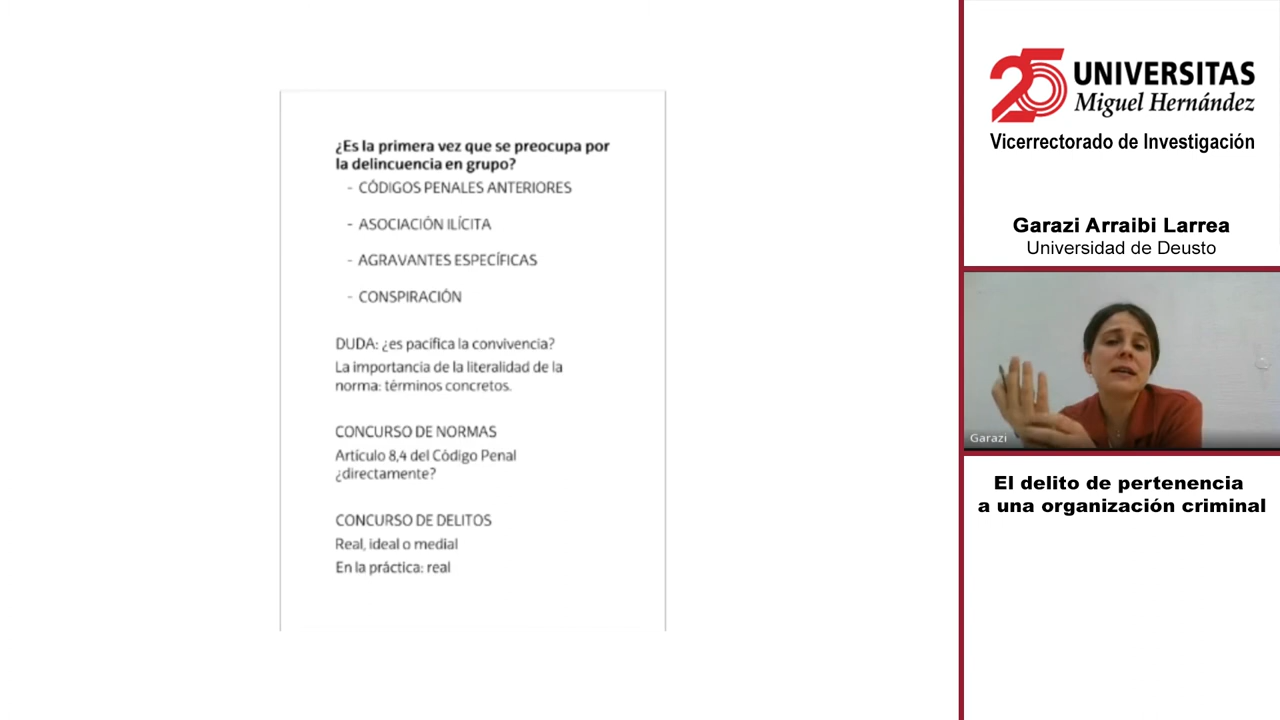 ¿Es la primera vez que se preocupa por
la delincuencia en grupo?
- CÓDIGOS PENALES ANTERIORES
- ASOCIACIÓN ILÍCITA
- AGRAVANTES ESPECÍFICAS
- CONSPIRACIÓN
DUDA: ¿es pacífica la convivencia?
La importancia de la literalidad de la
norma: términos concretos.
CONCURSO DE NORMAS
Artículo 8,4 del Código Penal
¿directamente?
CONCURSO DE DELITOS
Real, ideal o medial
En la práctica: real
25 UNIVERSITAS
Miguel Hernández
Vicerrectorado de Investigación
Garazi Arraibi Larrea
Universidad de Deusto
Garazi
El delito de pertenencia
a una organización criminal